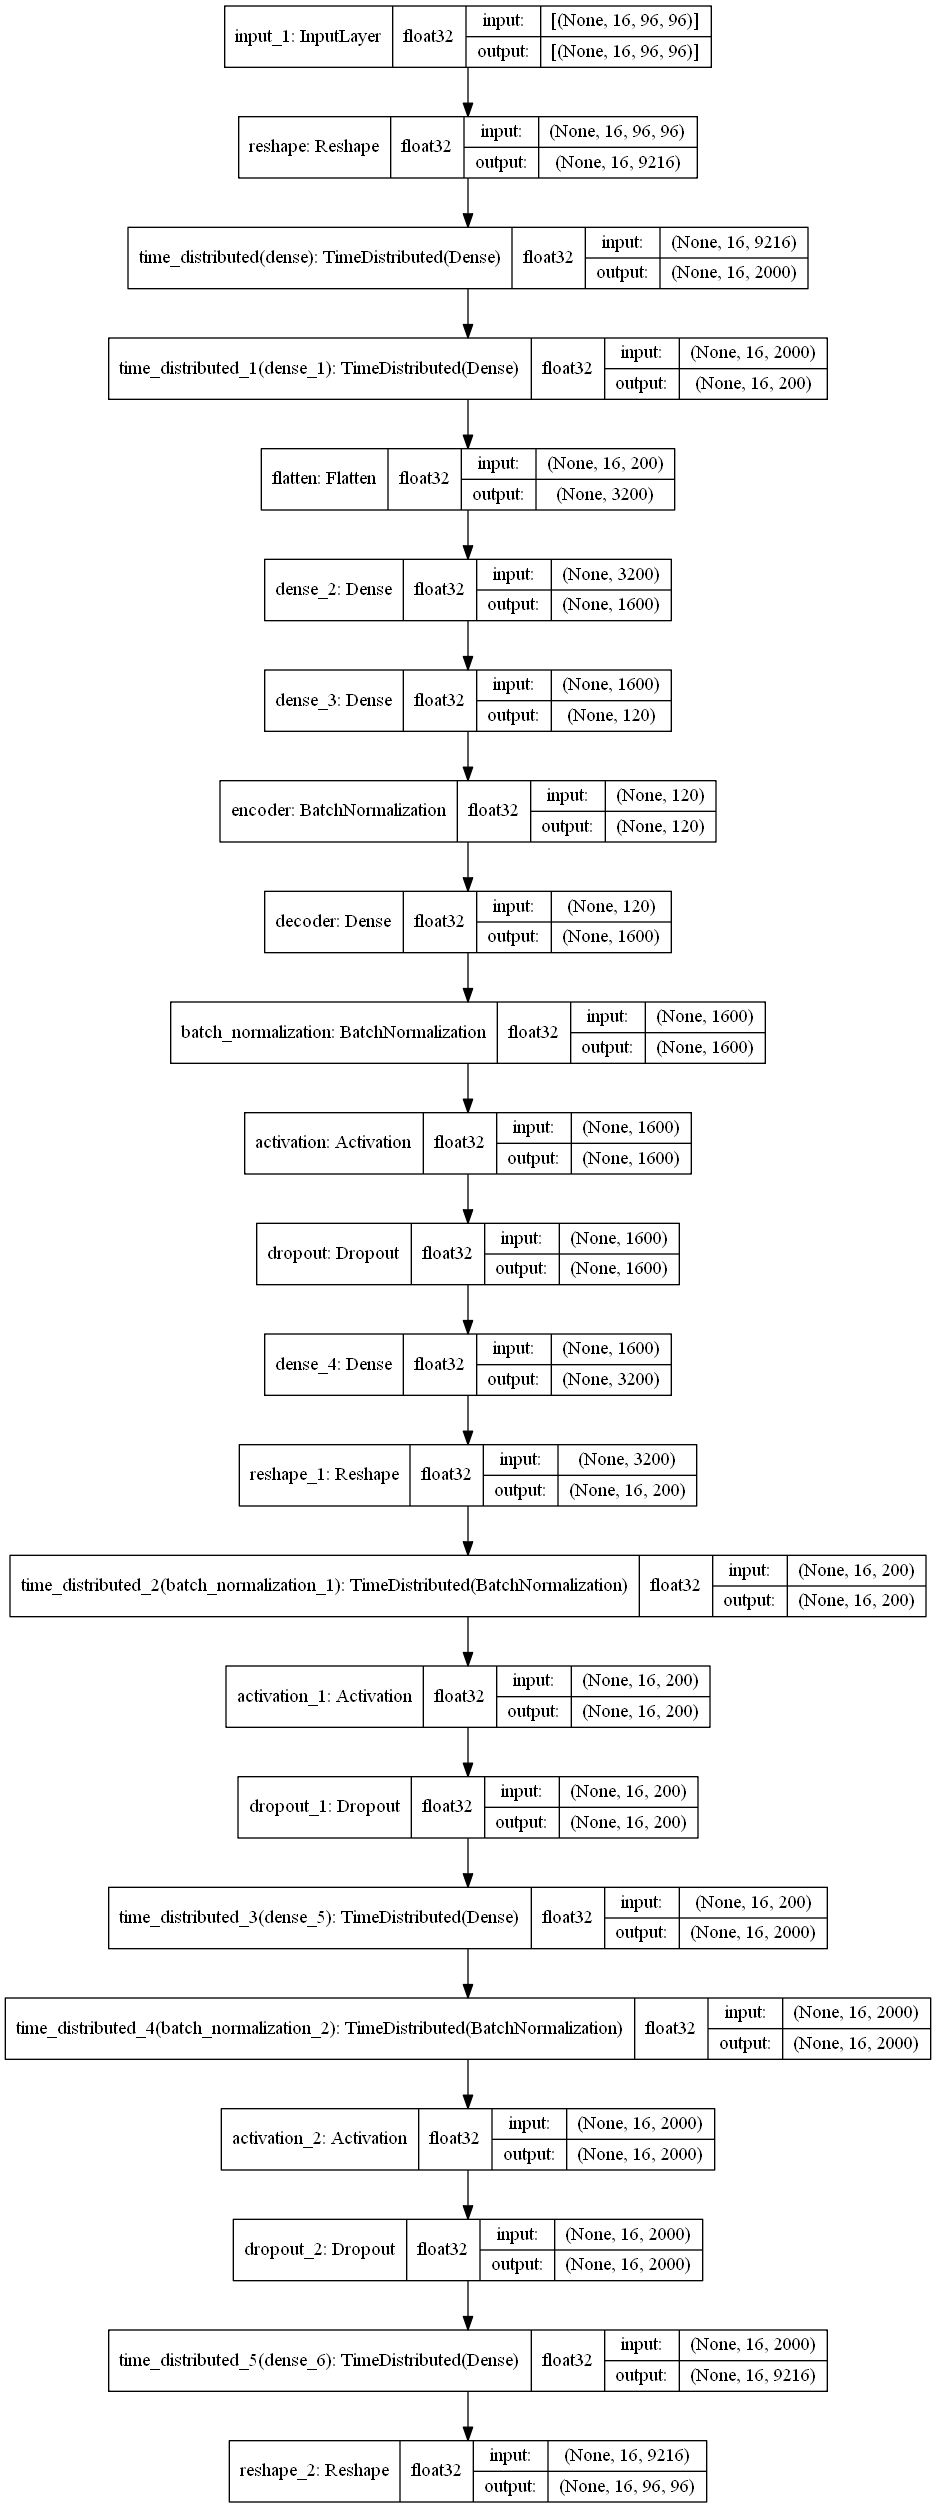 input_1: InputLayer float32 input: [(None, 16, 96, 96)]
output: [(None, 16, 96, 96)]
reshape: Reshape float32 input: (None, 16, 96, 96)
output: (None, 16, 9216)
time_distributed(dense): TimeDistributed(Dense) float32 input: (None, 16, 9216)
output: (None, 16, 2000)
time_distributed_1(dense_1): TimeDistributed(Dense) float32 input: (None, 16, 2000)
output: (None, 16, 200)
flatten: Flatten float32 input: (None, 16, 200)
output: (None, 3200)
dense_2: Dense float32 input: (None, 3200)
output: (None, 1600)
dense_3: Dense float32 input: (None, 1600)
output: (None, 120)
encoder: BatchNormalization float32 input: (None, 120)
output: (None, 120)
decoder: Dense float32 input: (None, 120)
output: (None, 1600)
batch_normalization: BatchNormalization float32 input: (None, 1600)
output: (None, 1600)
activation: Activation float32 input: (None, 1600)
output: (None, 1600)
dropout: Dropout float32 input: (None, 1600)
output: (None, 1600)
dense_4: Dense float32 input: (None, 1600)
output: (None, 3200)
reshape_1: Reshape float32 input: (None, 3200)
output: (None, 16, 200)
time_distributed_2(batch_normalization_1): TimeDistributed(BatchNormalization) float32 input: (None, 16, 200)
output: (None, 16, 200)
activation_1: Activation float32 input: (None, 16, 200)
output: (None, 16, 200)
dropout_1: Dropout float32 input: (None, 16, 200)
output: (None, 16, 200)
time_distributed_3(dense_5): TimeDistributed(Dense) float32 input: (None, 16, 200)
output: (None, 16, 2000)
time_distributed_4(batch_normalization_2): TimeDistributed(BatchNormalization) float32 input: (None, 16, 2000)
output: (None, 16, 2000)
activation_2: Activation float32 input: (None, 16, 2000)
output: (None, 16, 2000)
dropout_2: Dropout float32 input: (None, 16, 2000)
output: (None, 16, 2000)
time_distributed_5(dense_6): TimeDistributed(Dense) float32 input: (None, 16, 2000)
output: (None, 16, 9216)
reshape_2: Reshape float32 input: (None, 16, 9216)
output: (None, 16, 96, 96)